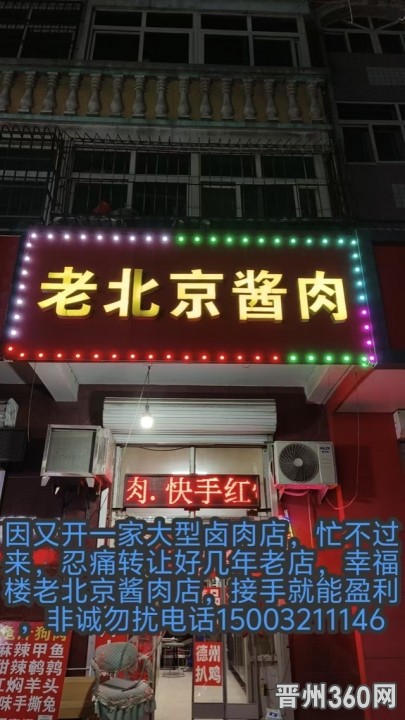 老北京酱肉
肉.快手红
因又开一家大型卤肉店,忙不过
来,忍痛转让好几年老店,幸福
楼老北京酱肉店,接手就能盈利
,非诚勿扰电话15003211146
麻辣甲鱼
甜辣鹌鹑
红焖羊头
味手撕兔
德州
扒鸡
晋州360网